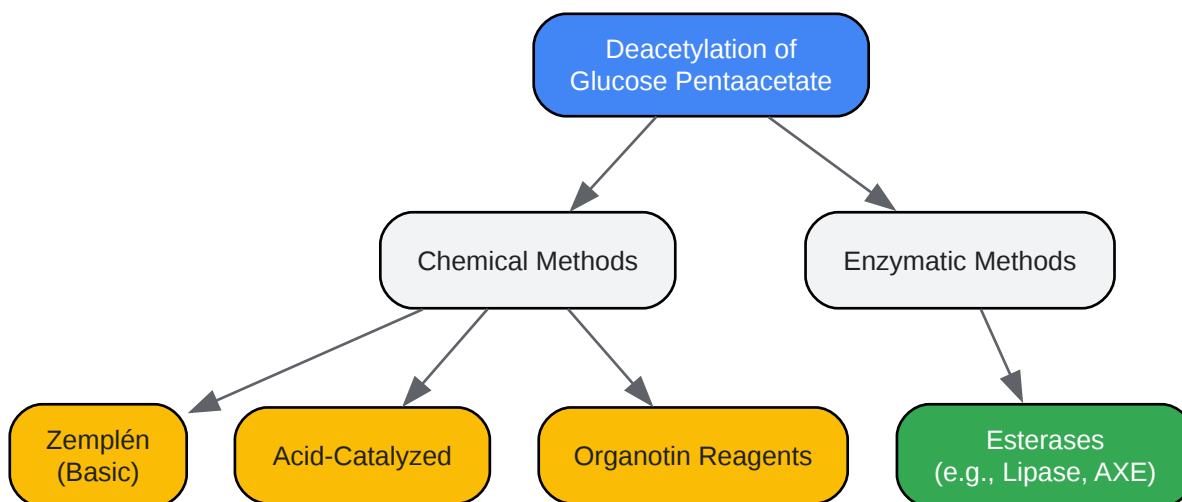 Deacetylation of
Glucose Pentaacetate
Chemical Methods
Enzymatic Methods
Zemplén
(Basic)
Acid-Catalyzed
Organotin Reagents
Esterases
(e.g., Lipase, AXE)